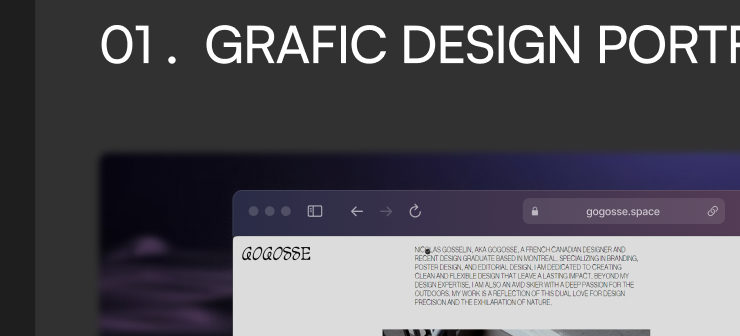 01. GRAFIC DESIGN PORTF
gogosse.space
GOGOSSE
NICOLAS GOSSELIN, AKA GOGOSSE, A FRENCH CANADIAN DESIGNER AND
RECENT DESIGN GRADUATE BASED IN MONTREAL. SPECIALIZING IN BRANDING,
POSTER DESIGN, AND EDITORIAL DESIGN, I AM DEDICATED TO CREATING
CLEAN AND FLEXIBLE DESIGN THAT LEAVE A LASTING IMPACT. BEYOND MY
DESIGN EXPERTISE, I AM ALSO AN AVID SKIER WITH A DEEP PASSION FOR THE
OUTDOORS. MY WORK IS A REFLECTION OF THIS DUAL LOVE FOR DESIGN
PRECISION AND THE EXHILARATION OF NATURE.